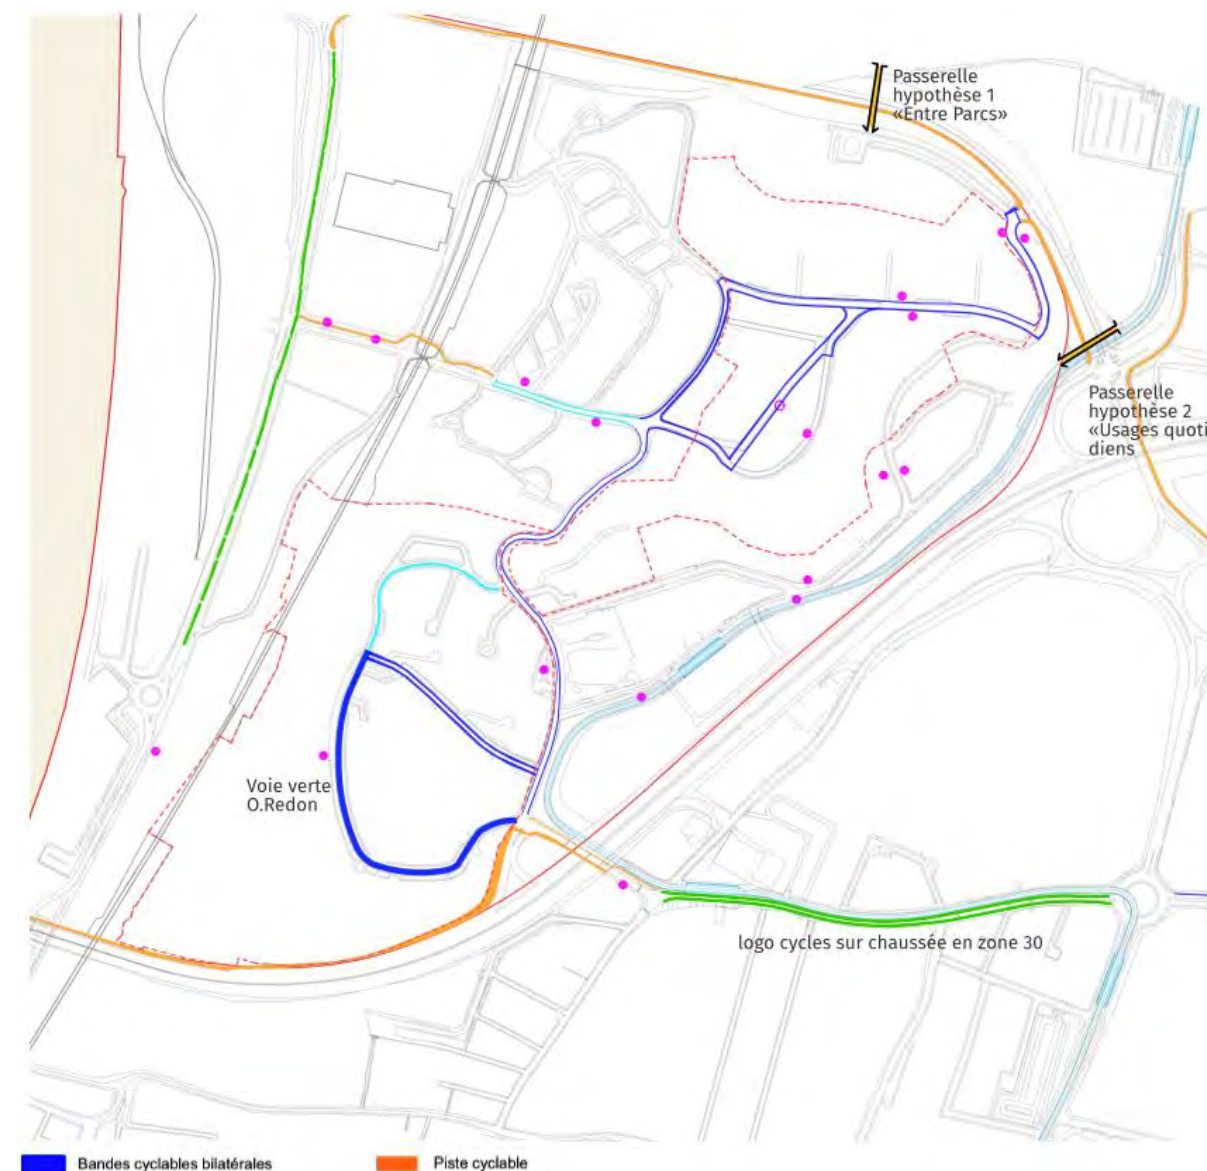 Passerelle
hypothèse 1
«Entre Parcs»
Passerelle
hypothèse 2
«Usages quoti
diens
Voie verte
O.Redon
logo cycles sur chaussée en zone 30
Bandes cyclables bilatérales
Piste cyclable